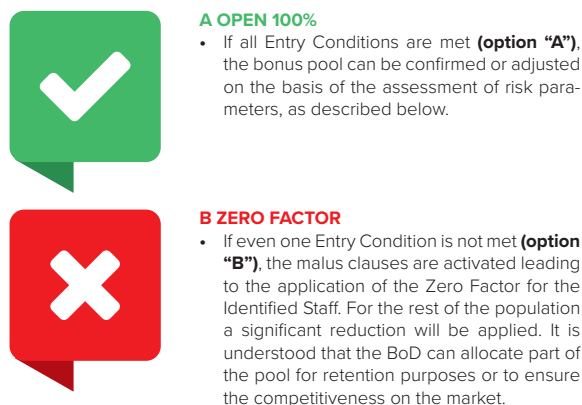 A OPEN 100%
• If all Entry Conditions are met (option “A”),
the bonus pool can be confirmed or adjusted
on the basis of the assessment of risk para-
meters, as described below.
B ZERO FACTOR
• If even one Entry Condition is not met (option
“B”), the malus clauses are activated leading
to the application of the Zero Factor for the
Identified Staff. For the rest of the population
a significant reduction will be applied. It is
understood that the BoD can allocate part of
the pool for retention purposes or to ensure
the competitiveness on the market.